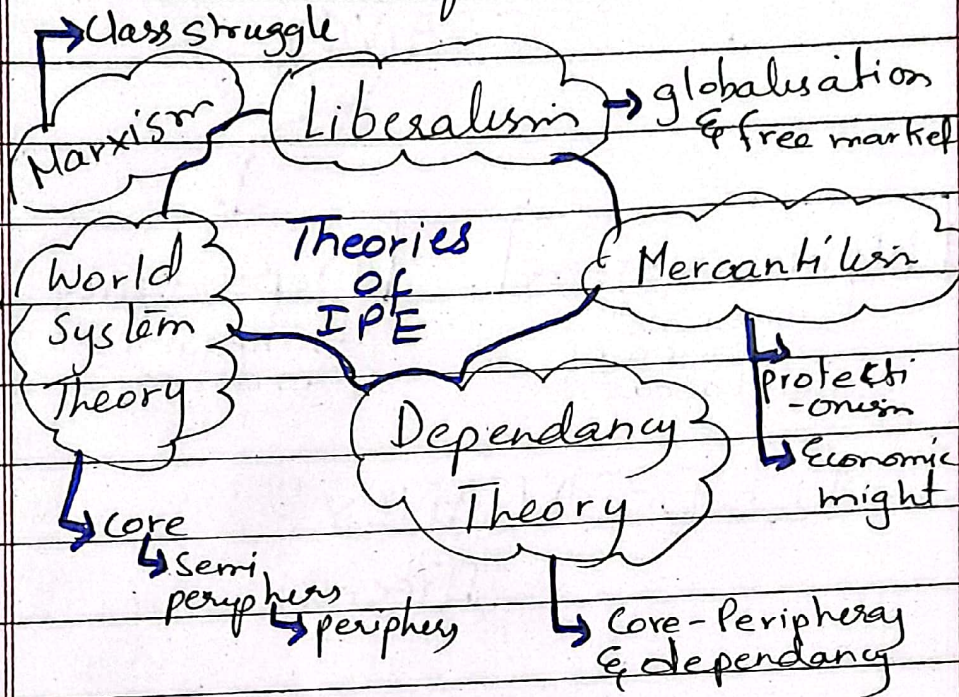 Class struggle
Marxism
Liberalism
globalisation
& free market
Theories
Of
IPE
World
System
Theory
Mercantilism
protecti
-onism
Economic
might
Dependancy
Theory
core
Semi
periphery
periphery
Core-Periphery
& dependancy